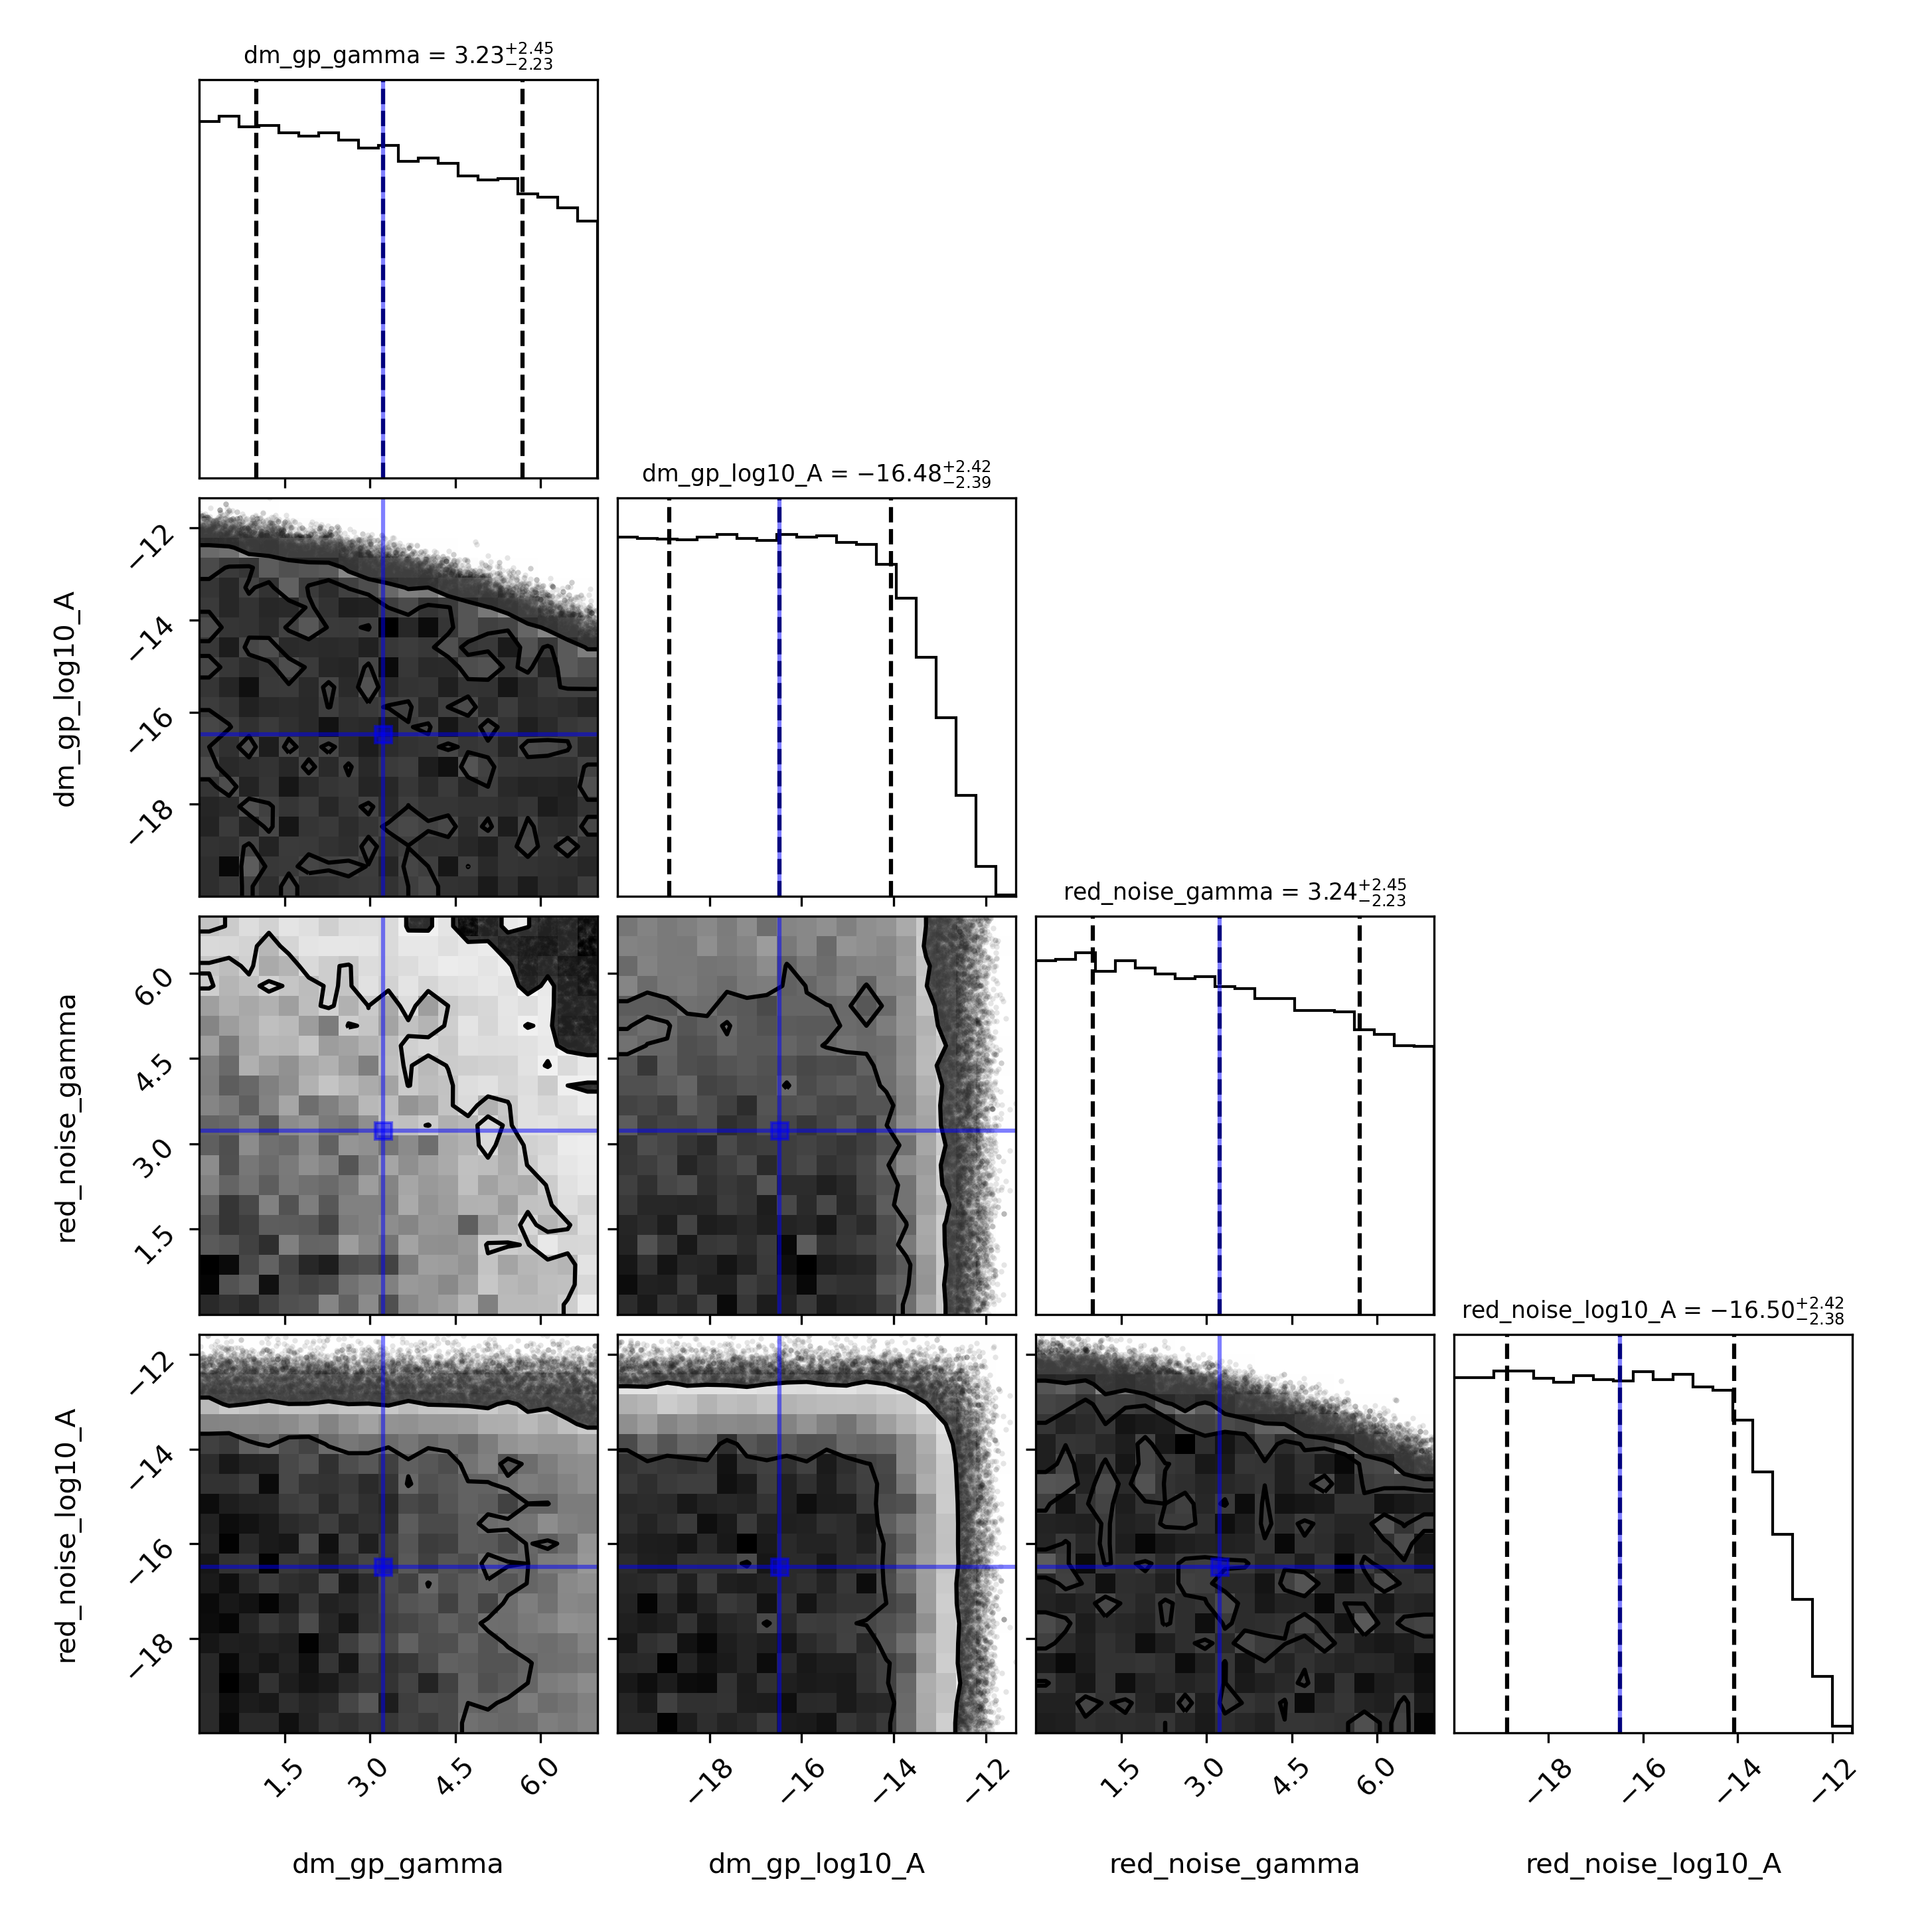 dm_gp_gamma = 3.23+2.45−2.23
dm_gp_log10_A = −16.48+2.42−2.39
−12
−14
−16
−18
dm_gp_log10_A
red_noise_gamma = 3.24+2.45−2.23
6.0
4.5
3.0
1.5
red_noise_gamma
red_noise_log10_A = −16.50+2.42−2.38
−12
−14
−16
−18
red_noise_log10_A
1.5 3.0 4.5 6.0
−18 −16 −14 −12
1.5 3.0 4.5 6.0
−18 −16 −14 −12
dm_gp_gamma
dm_gp_log10_A
red_noise_gamma
red_noise_log10_A